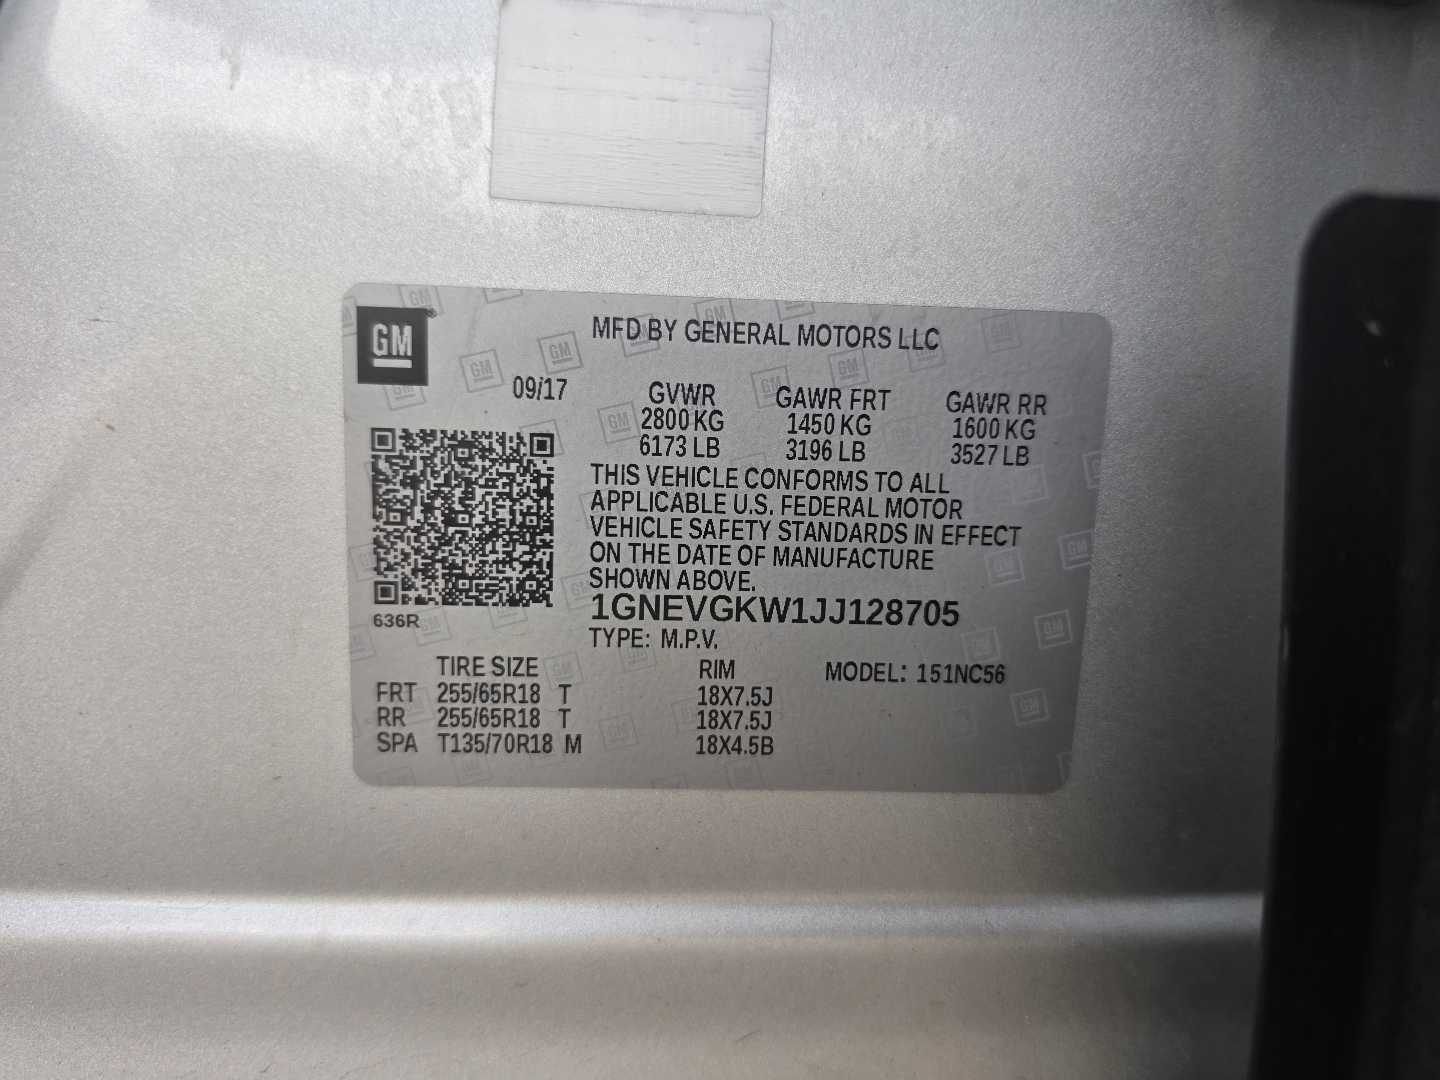 GM®
MFD BY GENERAL MOTORS LLC
09/17
GVWR GAWR FRT GAWR RR
2800 KG 1450 KG 1600 KG
6173 LB 3196 LB 3527 LB
THIS VEHICLE CONFORMS TO ALL
APPLICABLE U.S. FEDERAL MOTOR
VEHICLE SAFETY STANDARDS IN EFFECT
ON THE DATE OF MANUFACTURE
SHOWN ABOVE.
1GNEVGKW1JJ128705
636R
TYPE: M.P.V.
TIRE SIZE RIM MODEL: 151NC56
FRT 255/65R18 T 18X7.5J
RR 255/65R18 T 18X7.5J
SPA T135/70R18 M 18X4.5B